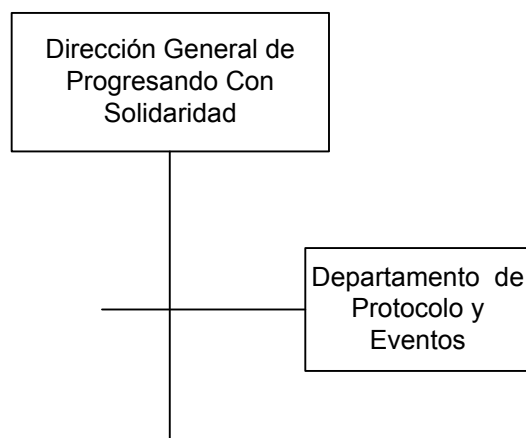 Dirección General de
Progresando Con
Solidaridad
Departamento  de
Protocolo y
Eventos